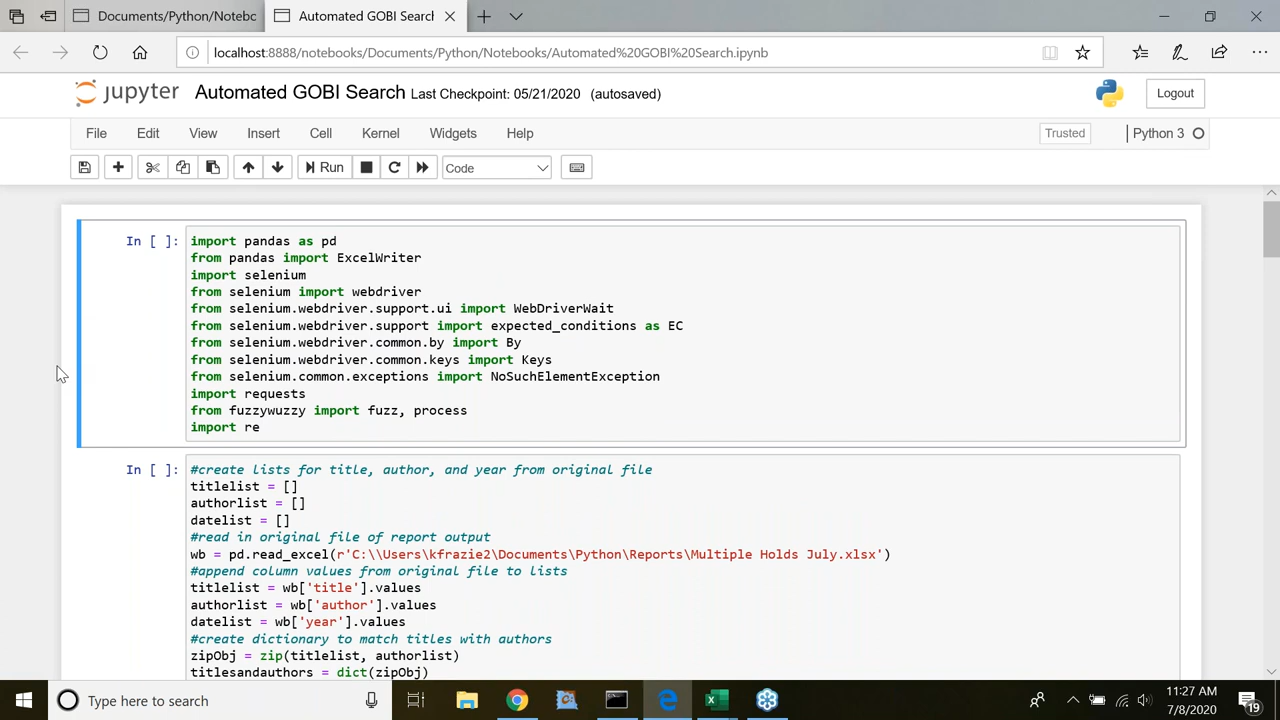 Documents/Python/Notebc
Automated GOBI Search
localhost:8888/notebooks/Documents/Python/Notebooks/Automated%20GOBI%20Search.ipynb
jupyter Automated GOBI Search Last Checkpoint: 05/21/2020 (autosaved)
Logout
File Edit View Insert Cell Kernel Widgets Help
Trusted
Python 3
Run
Code
In [ ]:
import pandas as pd
from pandas import ExcelWriter
import selenium
from selenium import webdriver
from selenium.webdriver.support.ui import WebDriverWait
from selenium.webdriver.support import expected_conditions as EC
from selenium.webdriver.common.by import By
from selenium.webdriver.common.keys import Keys
from selenium.common.exceptions import NoSuchElementException
import requests
from fuzzywuzzy import fuzz, process
import re
In [ ]:
#create lists for title, author, and year from original file
titlelist = []
authorlist = []
datelist = []
#read in original file of report output
wb = pd.read_excel(r'C:\\Users\kfrazie2\Documents\Python\Reports\Multiple Holds July.xlsx')
#append column values from original file to lists
titlelist = wb['title'].values
authorlist = wb['author'].values
datelist = wb['year'].values
#create dictionary to match titles with authors
zipObj = zip(titlelist, authorlist)
titlesandauthors = dict(zipObj)
Type here to search
11:27 AM
7/8/2020
19